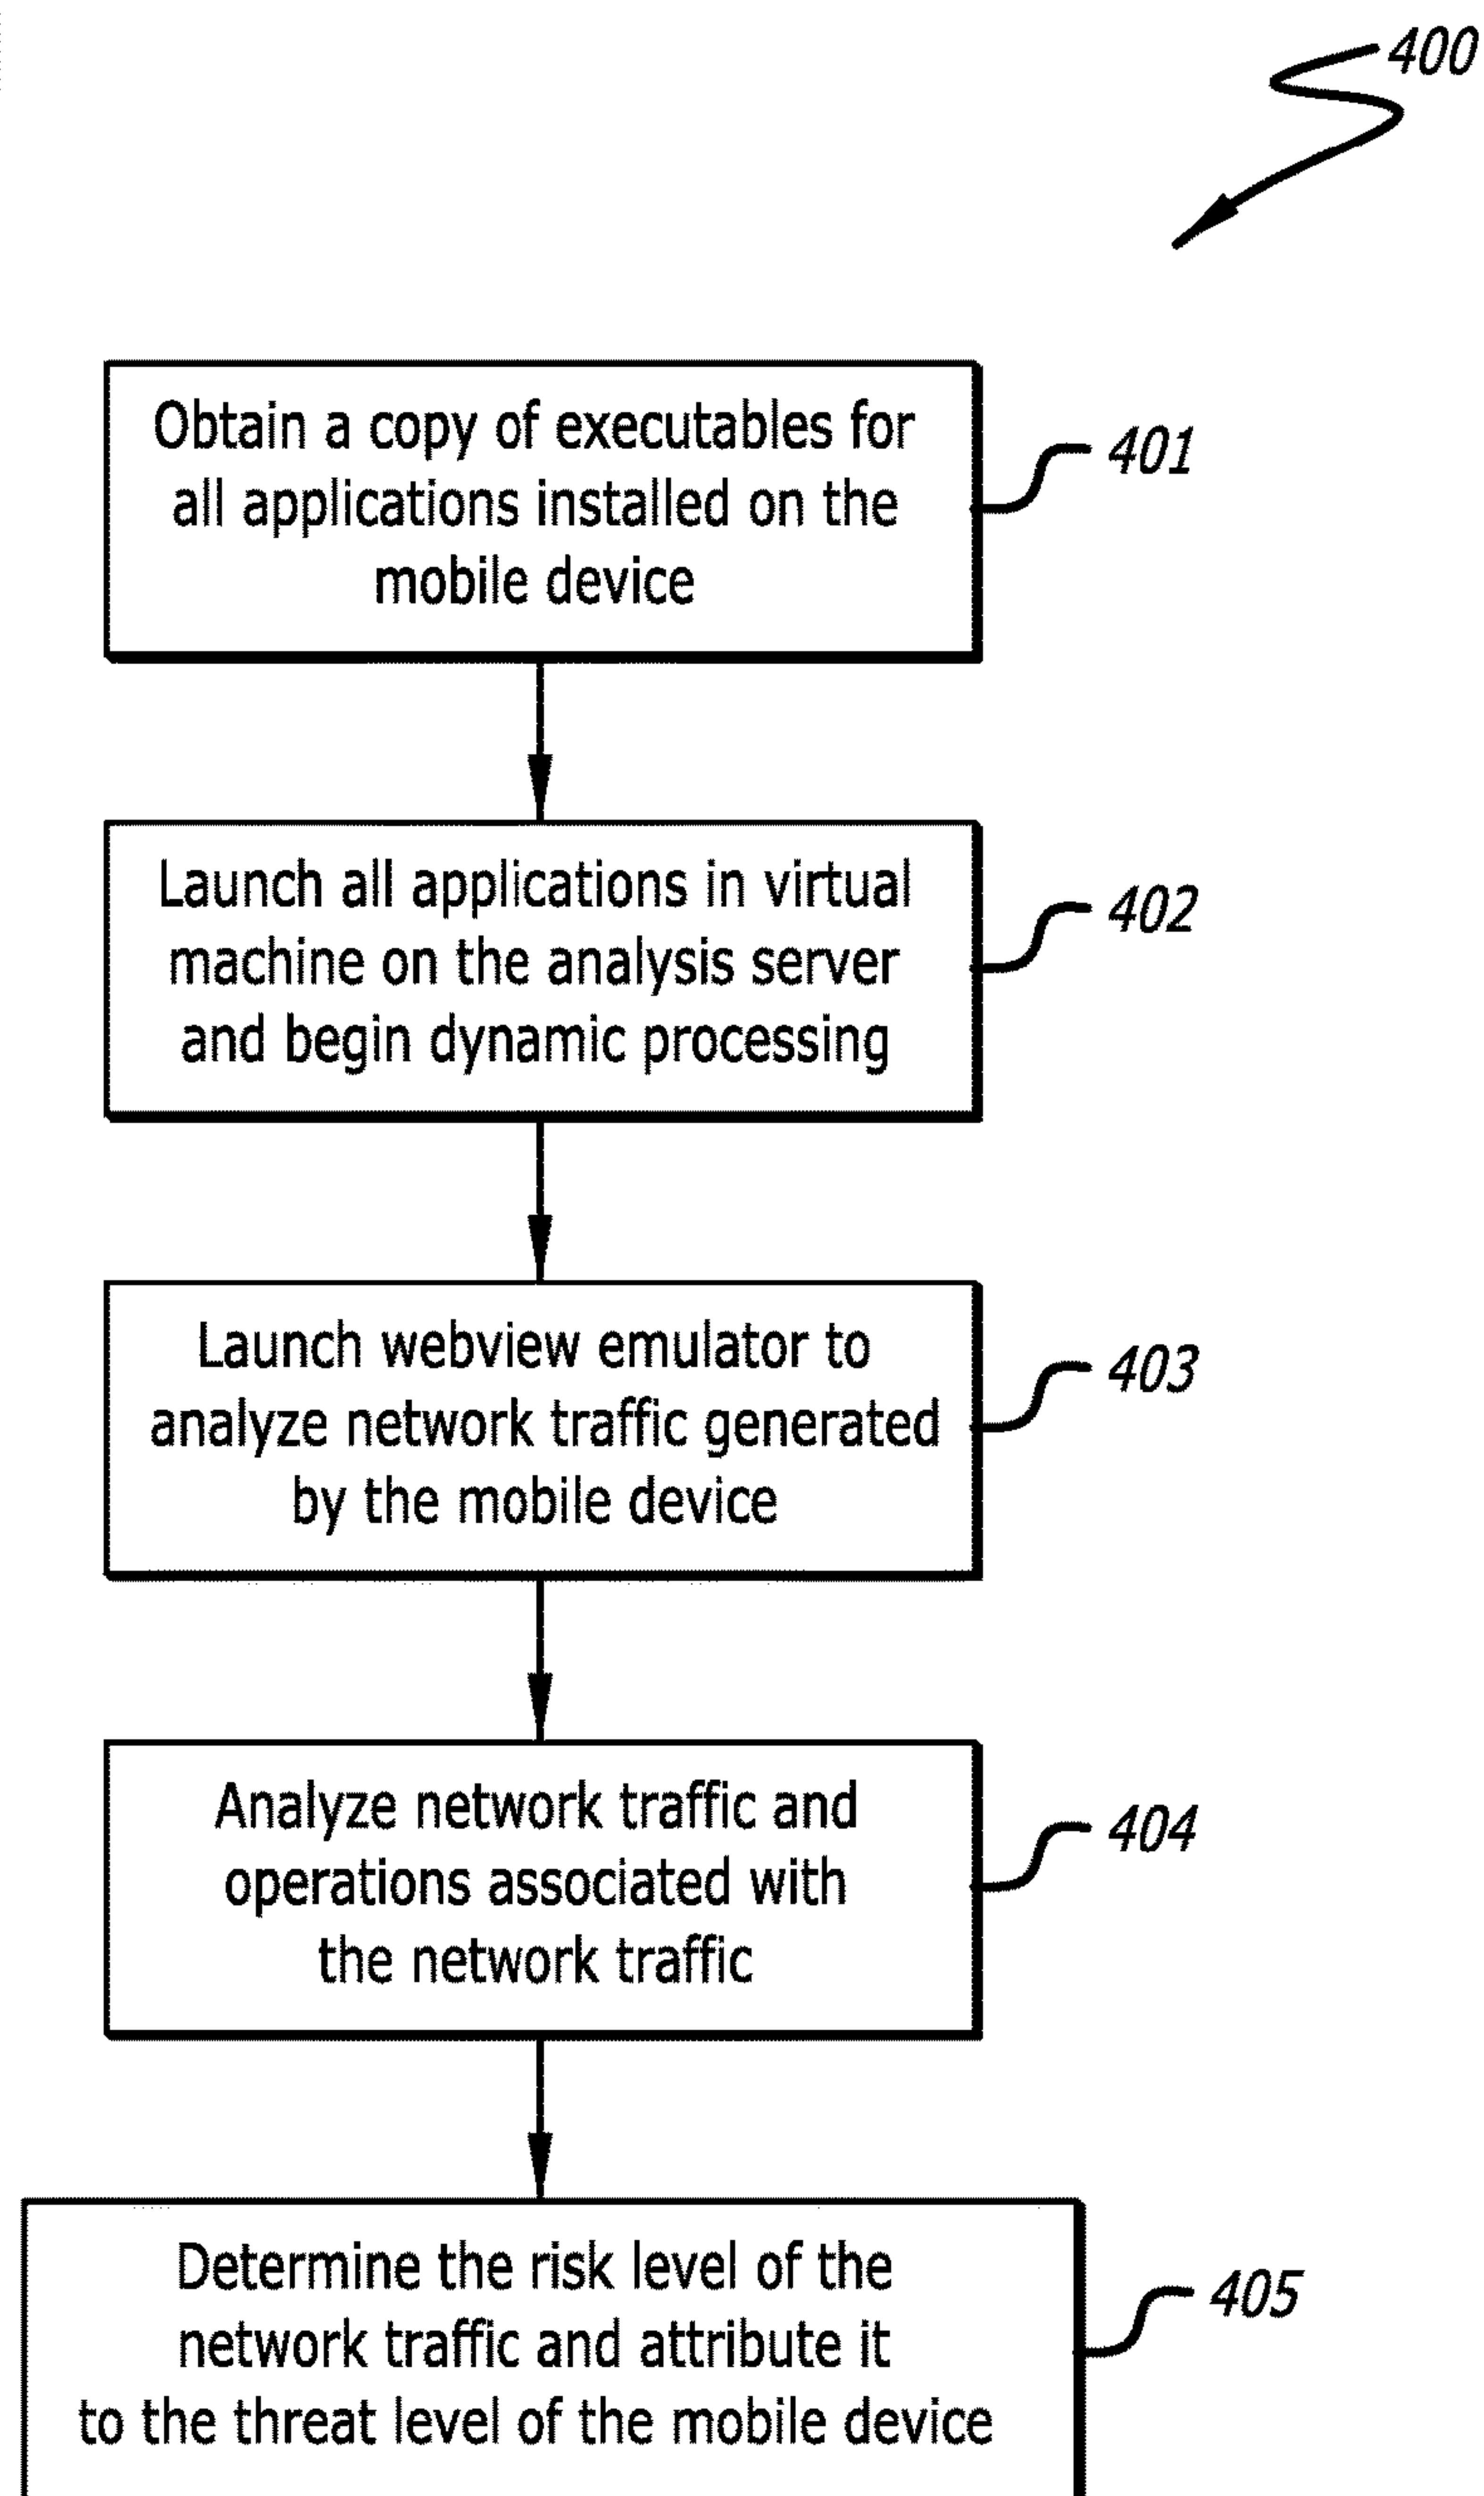 400
Obtain a copy of executables for
all applications installed on the
mobile device
401
Launch all applications in virtual
machine on the analysis server
and begin dynamic processing
402
Launch webview emulator to
analyze network traffic generated
by the mobile device
403
Analyze network traffic and
operations associated with
the network traffic
404
Determine the risk level of the
network traffic and attribute it
to the threat level of the mobile device
405